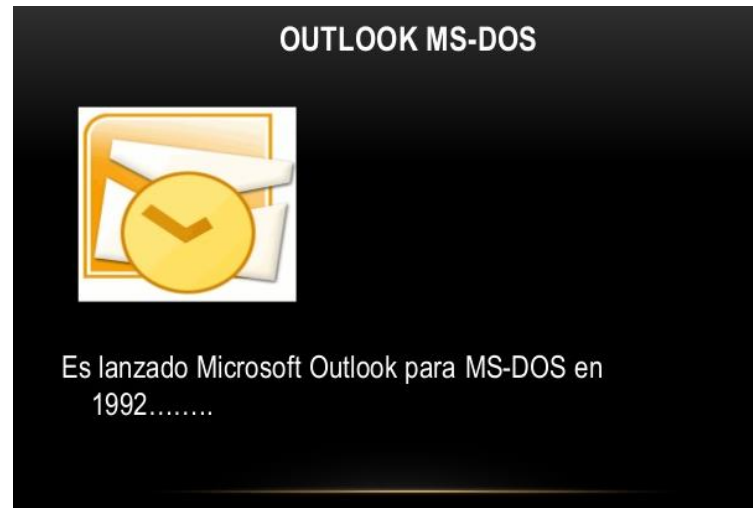 OUTLOOK MS-DOS
Es lanzado Microsoft Outlook para MS-DOS en
1992........